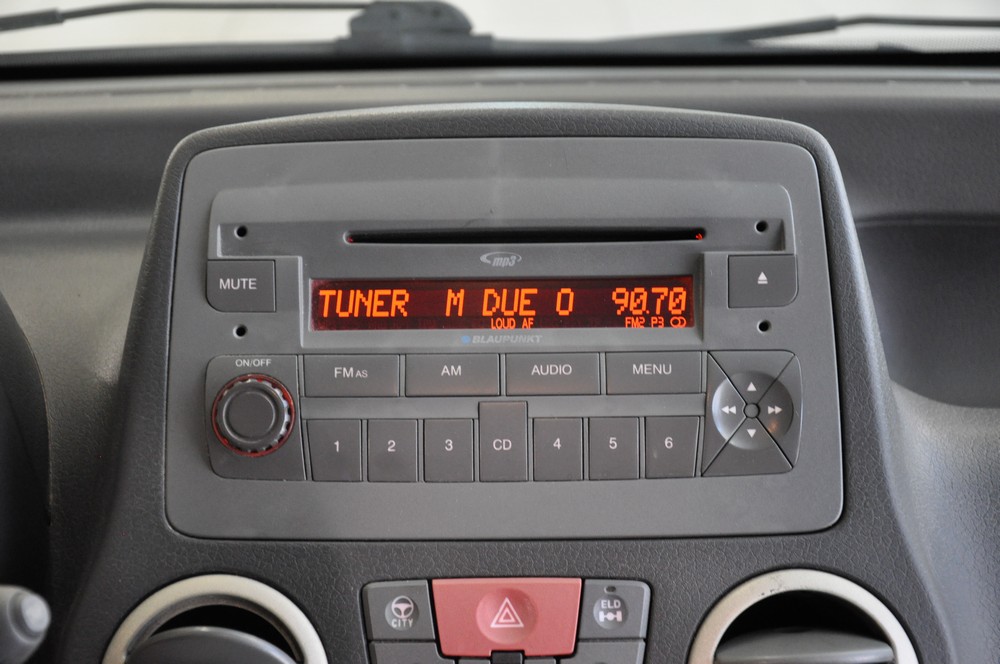 mp3
MUTE
TUNER M DUE O 90.70
LOUD AF FM2 P3 CD
BLAUPUNKT
ON/OFF
FM AS AM AUDIO MENU
1 2 3 CD 4 5 6
CITY ELD